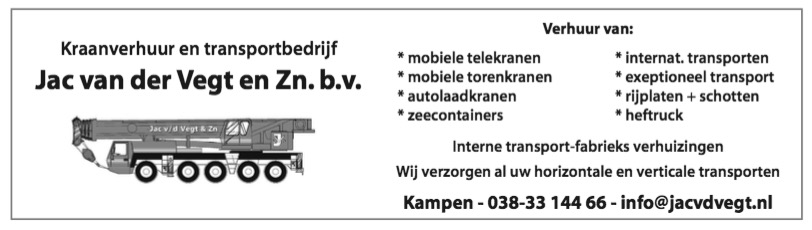 Kraanverhuur en transportbedrijf
Jac van der Vegt en Zn. b.v.
Jac v/d Vegt & Zn
Verhuur van:
* mobiele telekranen
* mobiele torenkranen
* autolaadkranen
* zeecontainers
* internat. transporten
* exeptioneel transport
* rijplaten + schotten
* heftruck
Interne transport-fabrieks verhuizingen
Wij verzorgen al uw horizontale en verticale transporten
Kampen - 038-33 144 66 - info@jacvdvegt.nl